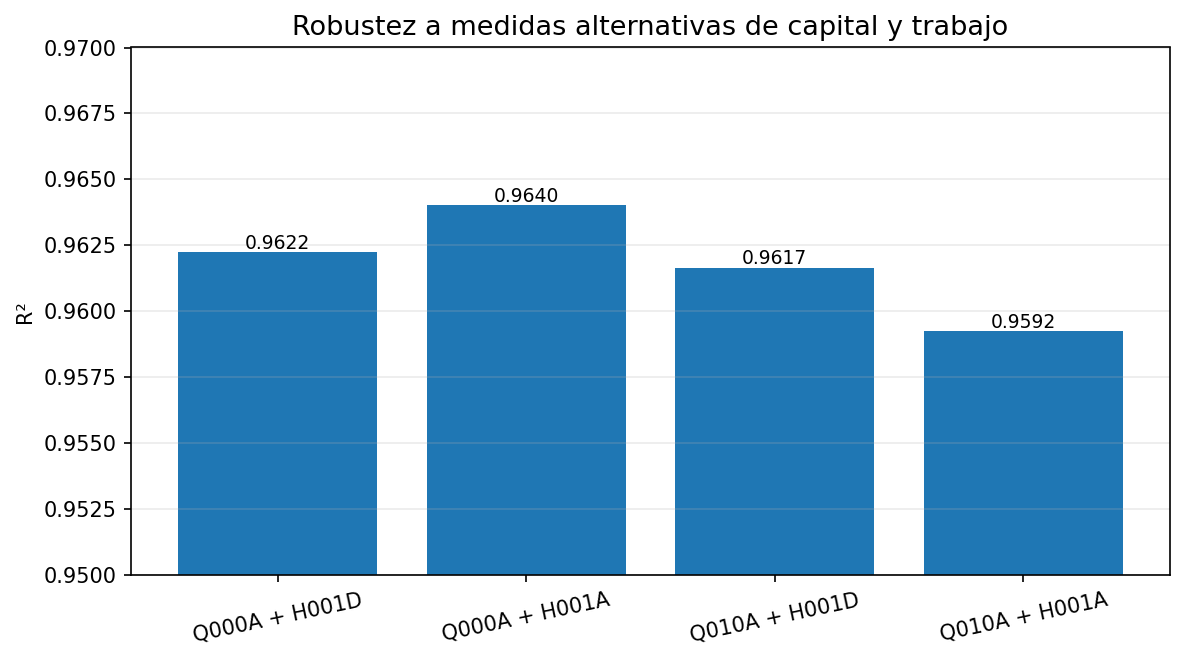 Robustez a medidas alternativas de capital y trabajo
R²
0.9700
0.9675
0.9650
0.9625
0.9600
0.9575
0.9550
0.9525
0.9500
0.9622
0.9640
0.9617
0.9592
Q000A + H001D
Q000A + H001A
Q010A + H001D
Q010A + H001A